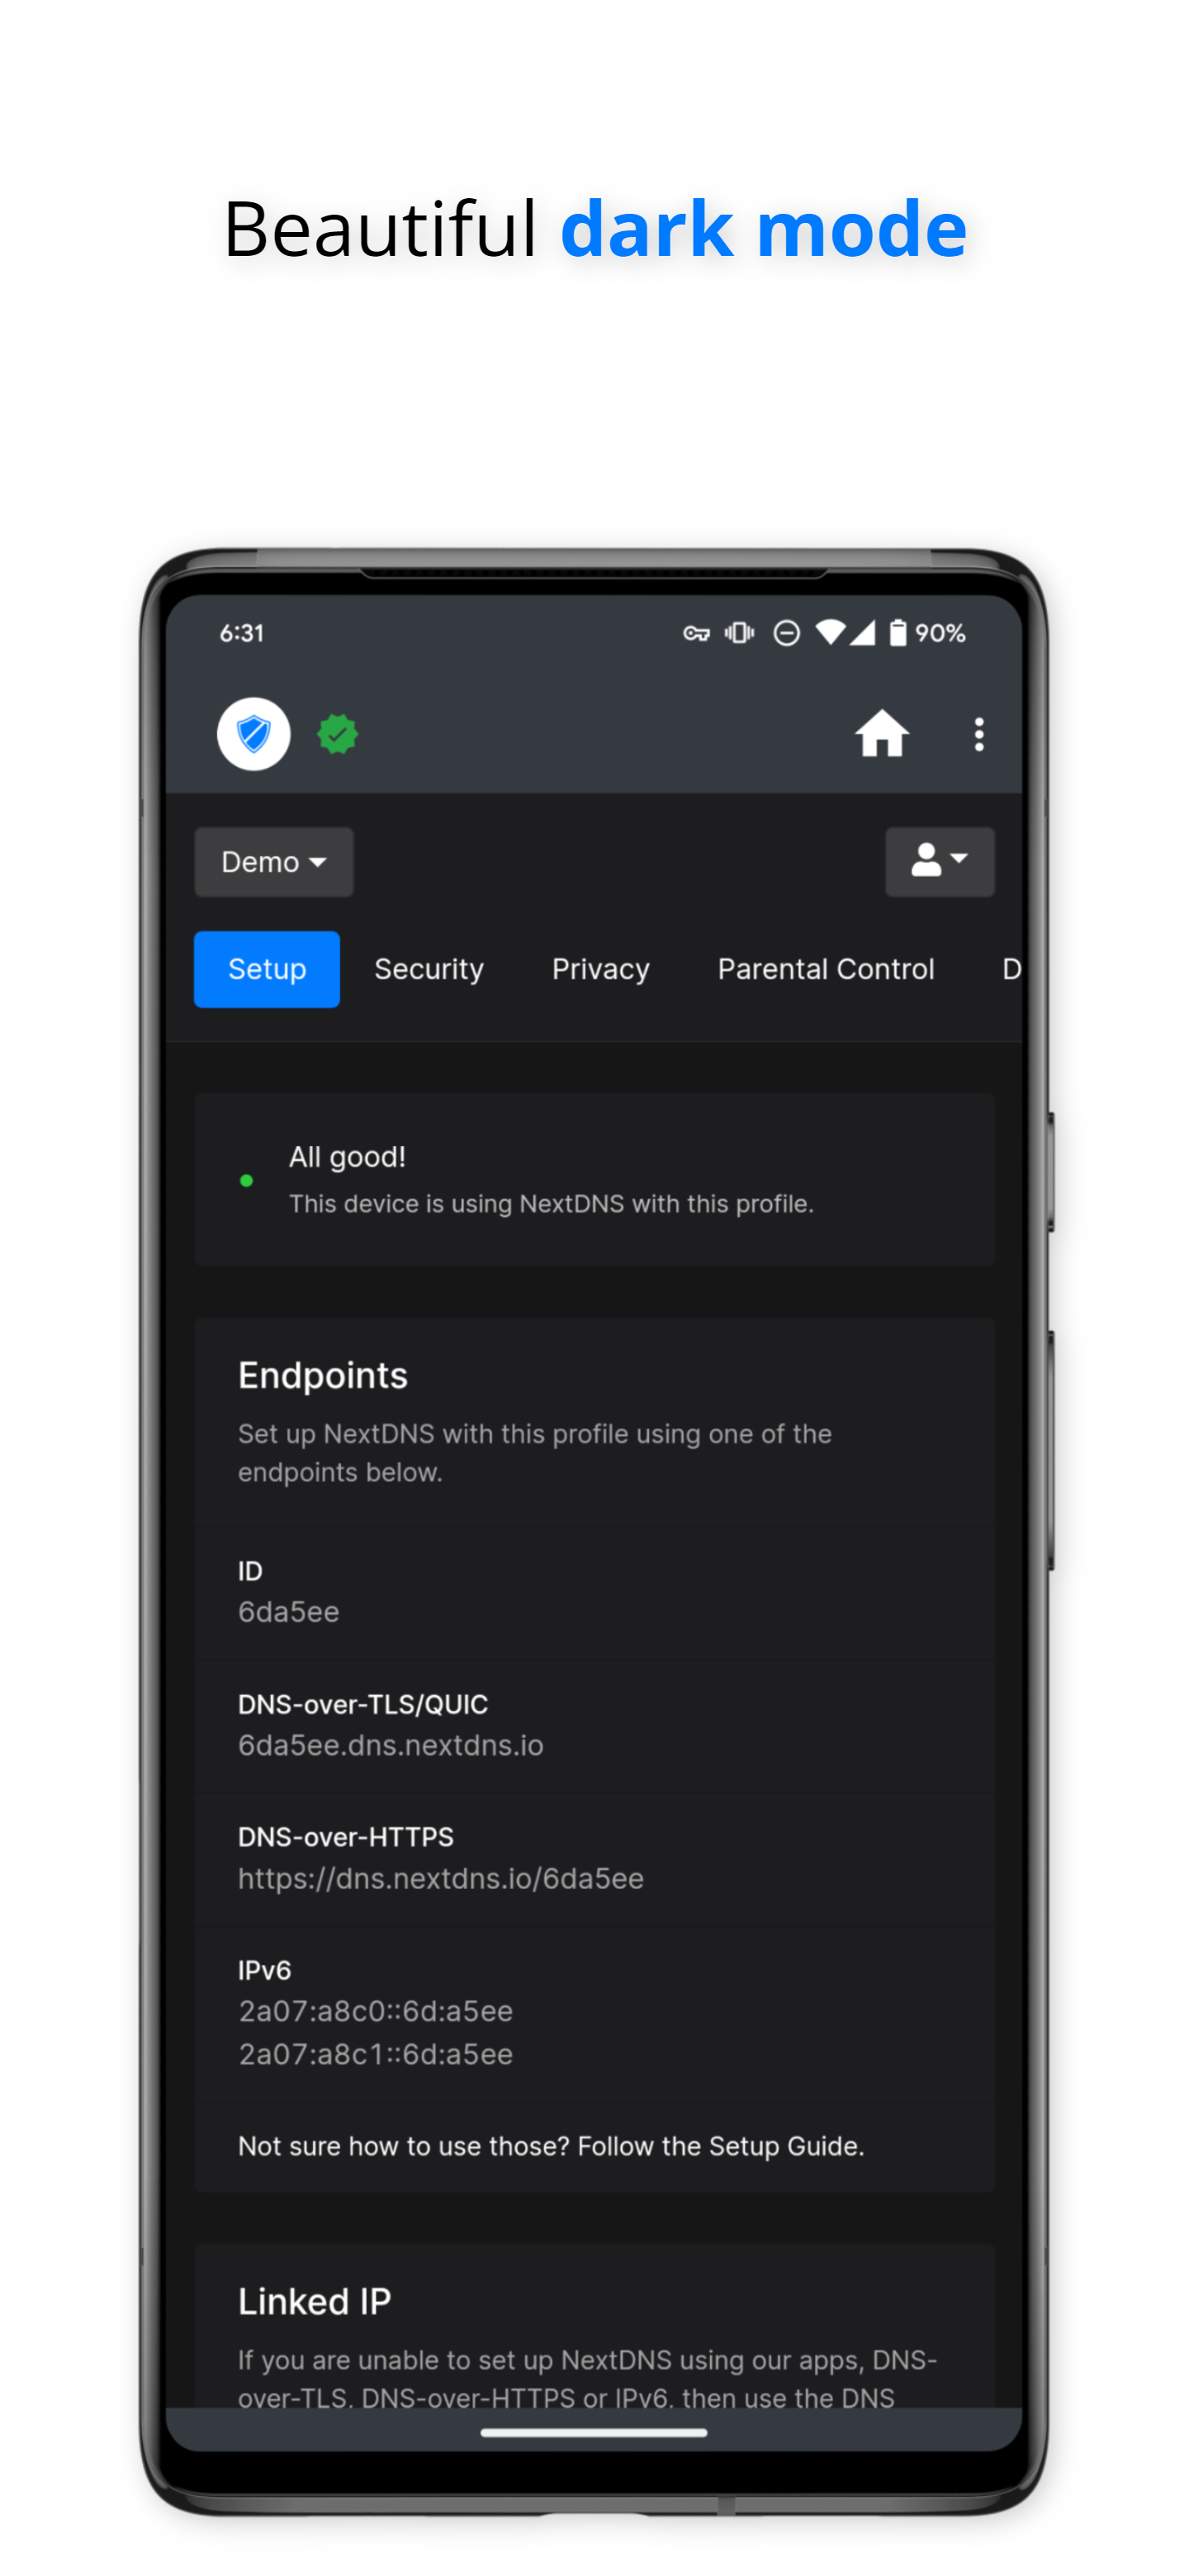 Beautiful dark mode
6:31
90%
Demo
Setup Security Privacy Parental Control D
All good!
This device is using NextDNS with this profile.
Endpoints
Set up NextDNS with this profile using one of the
endpoints below.
ID
6da5ee
DNS-over-TLS/QUIC
6da5ee.dns.nextdns.io
DNS-over-HTTPS
https://dns.nextdns.io/6da5ee
IPv6
2a07:a8c0::6d:a5ee
2a07:a8c1::6d:a5ee
Not sure how to use those? Follow the Setup Guide.
Linked IP
If you are unable to set up NextDNS using our apps, DNS-
over-TLS, DNS-over-HTTPS or IPv6, then use the DNS